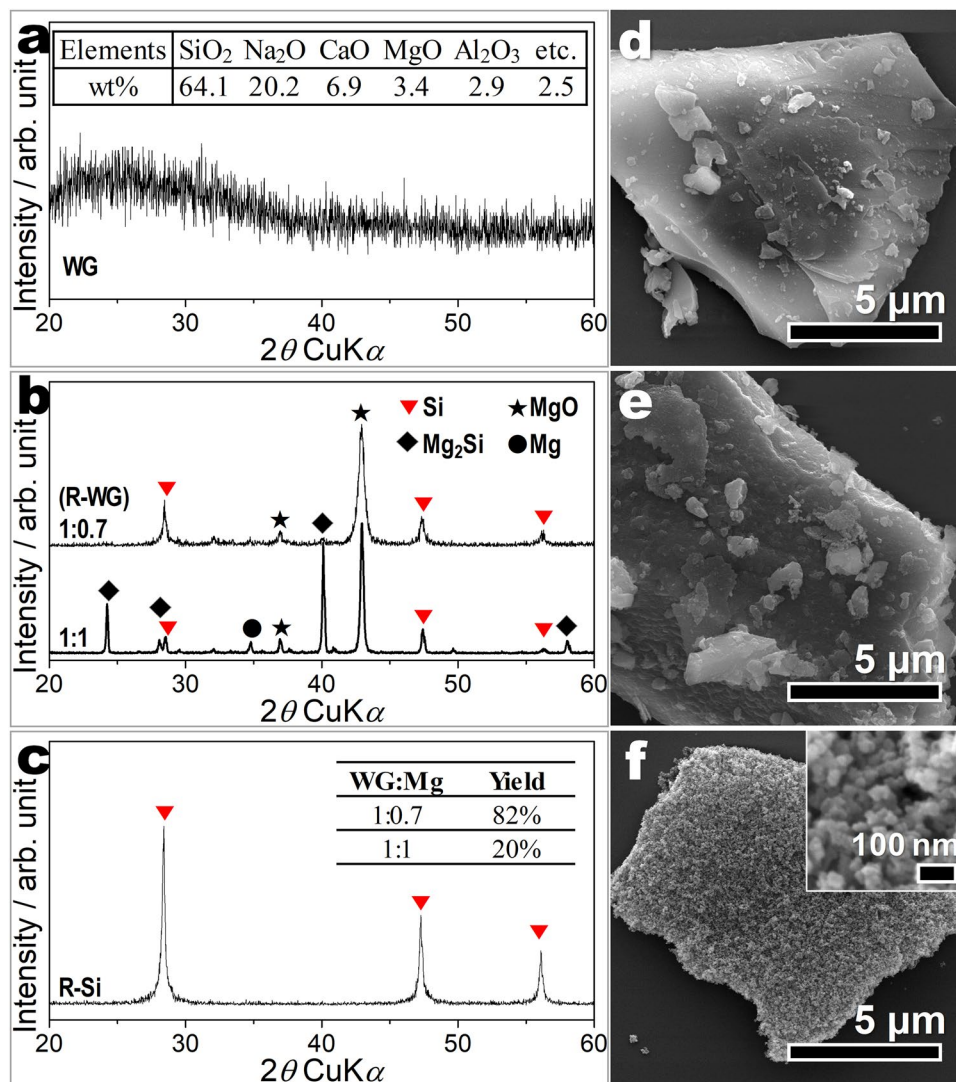 a
Elements SiO₂ Na₂O CaO MgO Al₂O₃ etc.
wt% 64.1 20.2 6.9 3.4 2.9 2.5
WG
Intensity / arb. unit
20 30 40 50 60
2θ CuKα
b
Si ★ MgO
Mg₂Si Mg
(R-WG)
1:0.7
1:1
Intensity / arb. unit
20 30 40 50 60
2θ CuKα
c
WG:Mg Yield
1:0.7 82%
1:1 20%
R-Si
Intensity / arb. unit
20 30 40 50 60
2θ CuKα
d
5 μm
e
5 μm
f
100 nm
5 μm